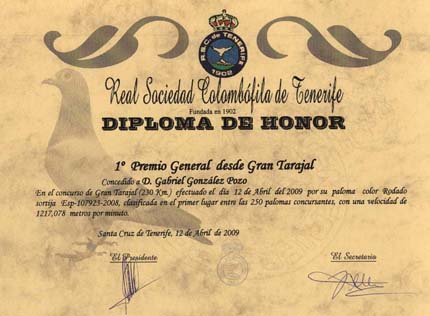 R.S.C. de TENERIFE
1902
Real Sociedad Colombófila de Tenerife
Fundada en 1902
DIPLOMA DE HONOR
1º Premio General desde Gran Tarajal
Concedido a D. Gabriel González Pozo
En el concurso de Gran Tarajal (230 Km.) efectuado el día 12 de Abril del 2009 por su paloma color Rodado
sortija Esp-107923-2008, clasificada en el primer lugar entre las 250 palomas concursantes, con una velocidad de
1217,078 metros por minuto.
Santa Cruz de Tenerife, 12 de Abril de 2009
El Presidente
El Secretario